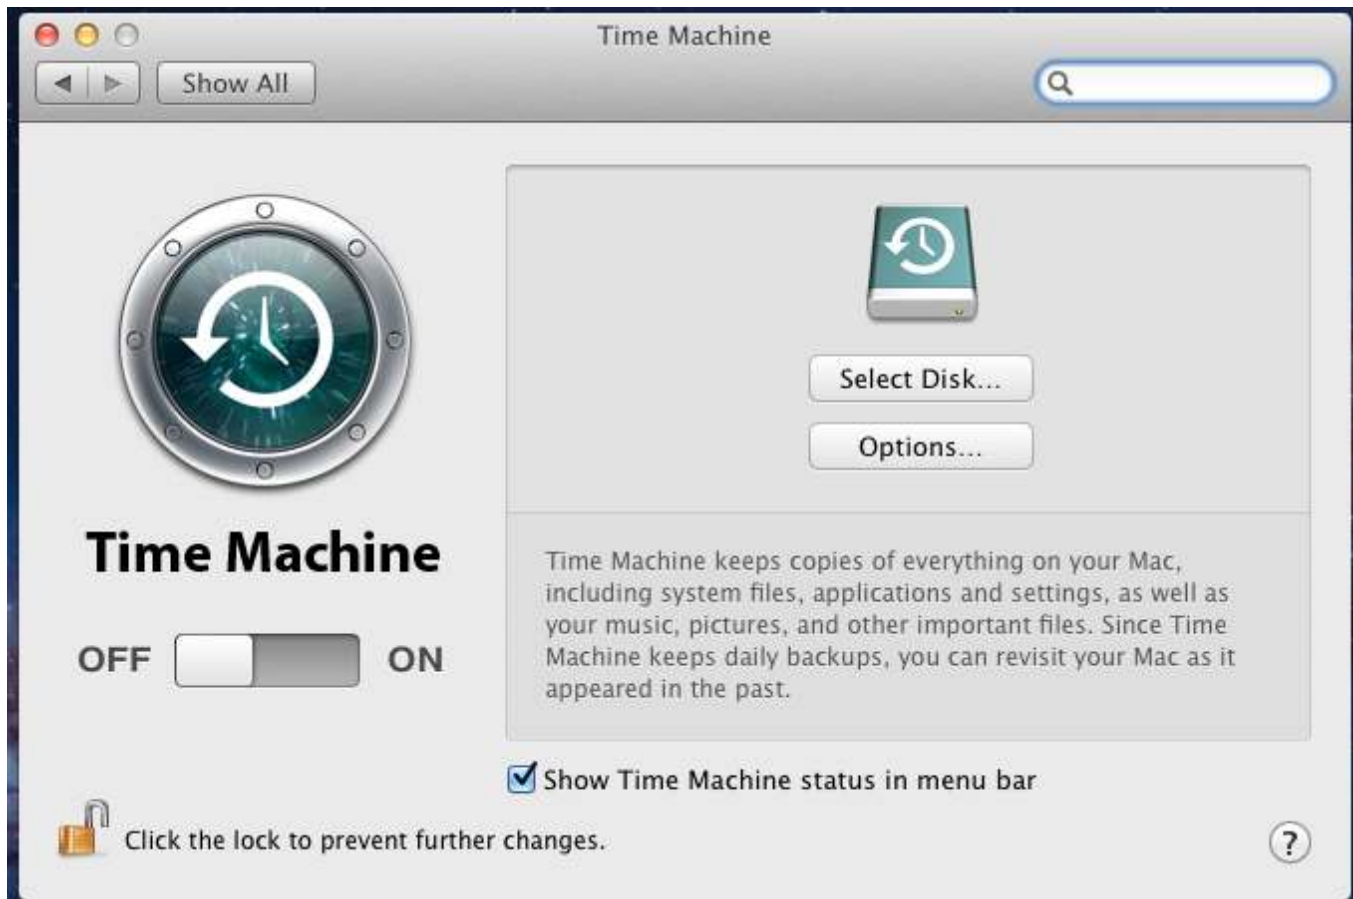 Time Machine
Show All
Select Disk...
Options...
Time Machine
OFF ON
Time Machine keeps copies of everything on your Mac,
including system files, applications and settings, as well as
your music, pictures, and other important files. Since Time
Machine keeps daily backups, you can revisit your Mac as it
appeared in the past.
Show Time Machine status in menu bar
Click the lock to prevent further changes.
?